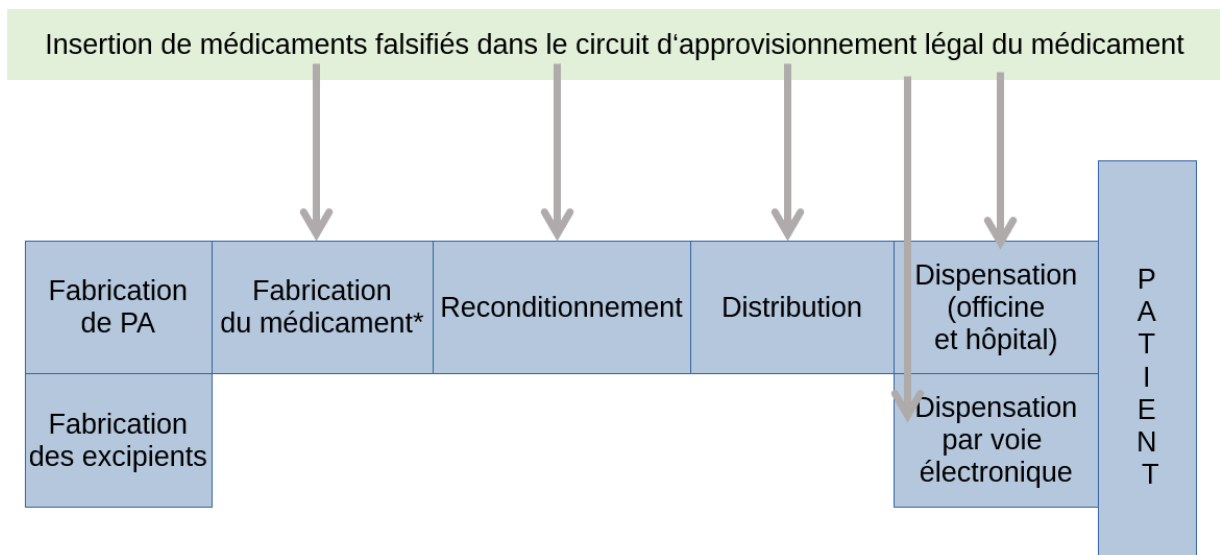 Insertion de médicaments falsifiés dans le circuit d‘approvisionnement légal du médicament
Fabrication
de PA
Fabrication
du médicament*
Reconditionnement
Distribution
Dispensation
(officine
et hôpital)
Fabrication
des excipients
Dispensation
par voie
électronique
P
A
T
I
E
N
T